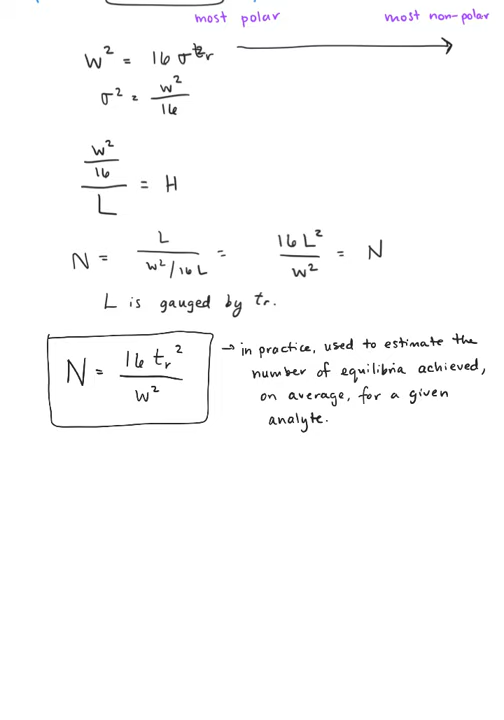 most polar most non-polar
w² = 16 σ² 
σ² = w²/16
(w²/16)/L = H
N = L/(w²/16L) = 16L²/w² = N
L is gauged by tr.
N = 16 tr²/w² → in practice, used to estimate the
number of equilibria achieved,
on average, for a given
analyte.